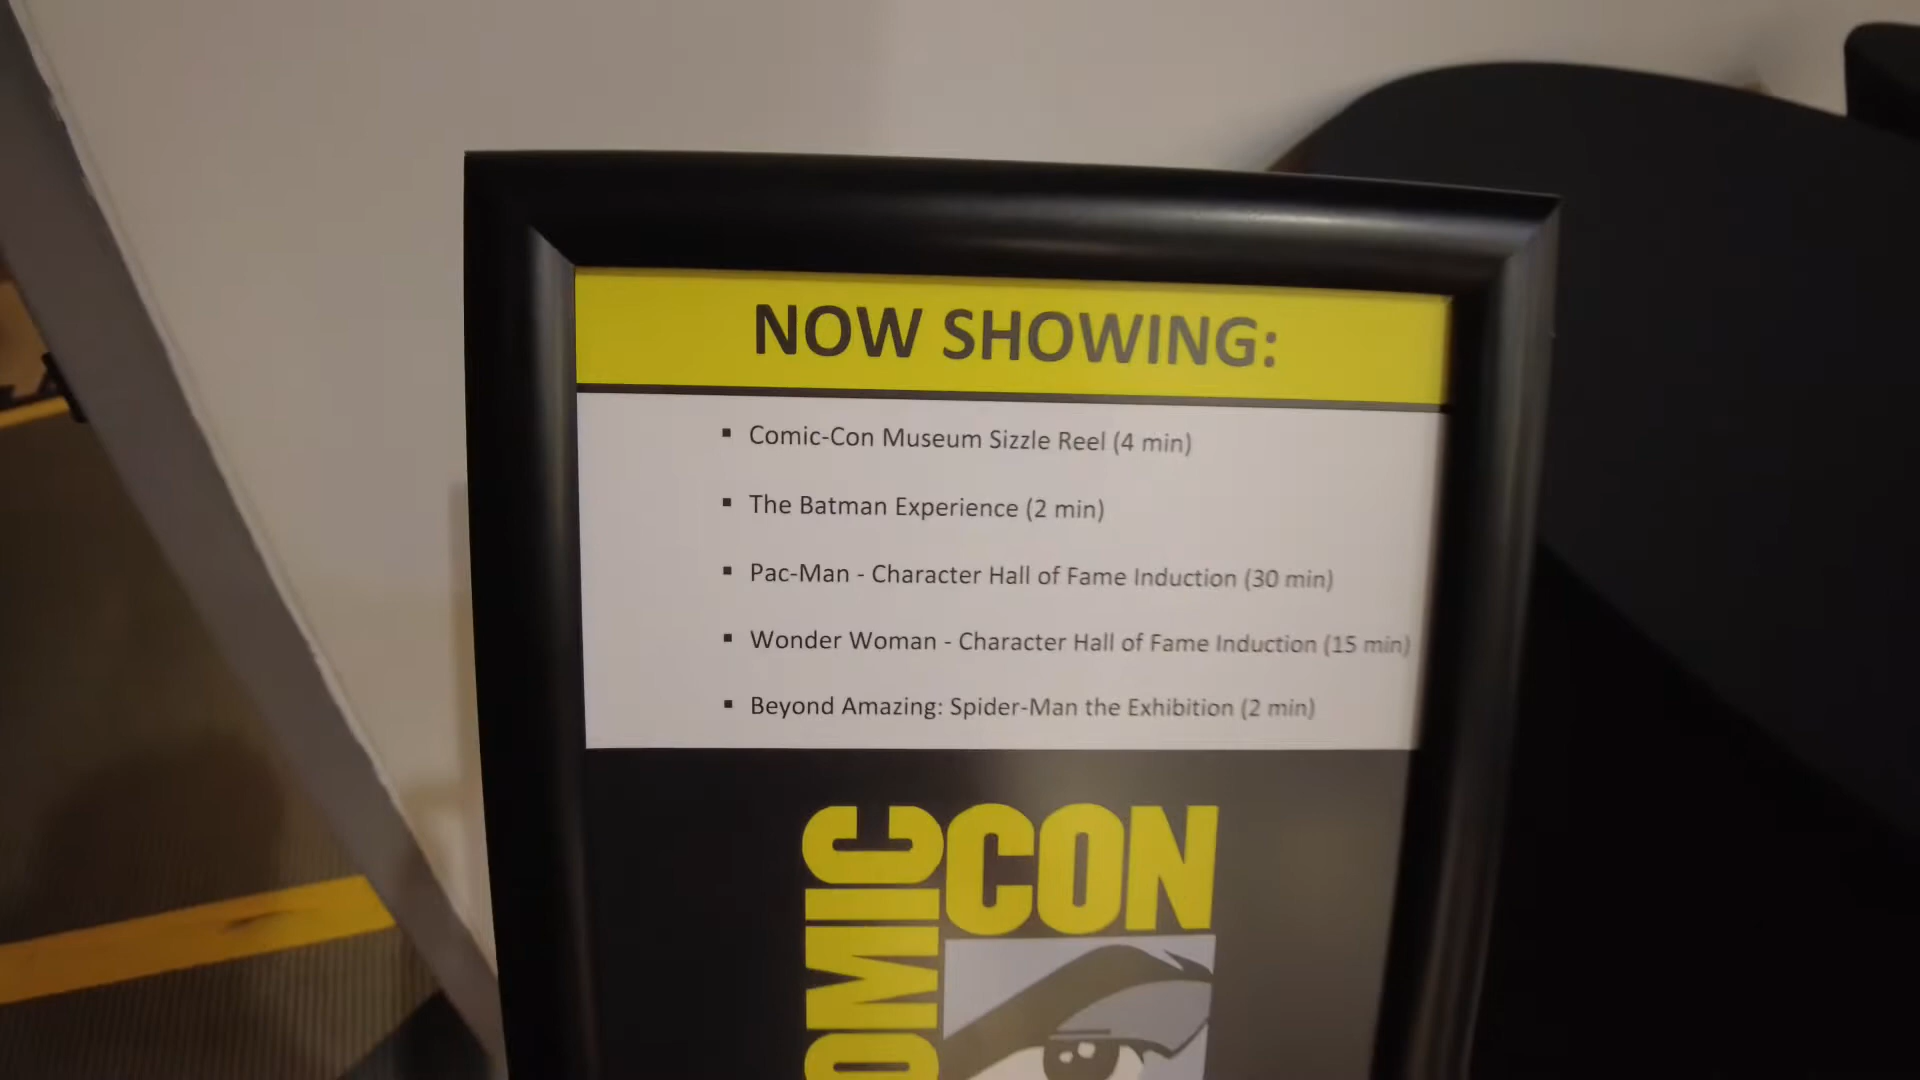 NOW SHOWING:
▪ Comic-Con Museum Sizzle Reel (4 min)
▪ The Batman Experience (2 min)
▪ Pac-Man - Character Hall of Fame Induction (30 min)
▪ Wonder Woman - Character Hall of Fame Induction (15 min)
▪ Beyond Amazing: Spider-Man the Exhibition (2 min)
COMIC
CON